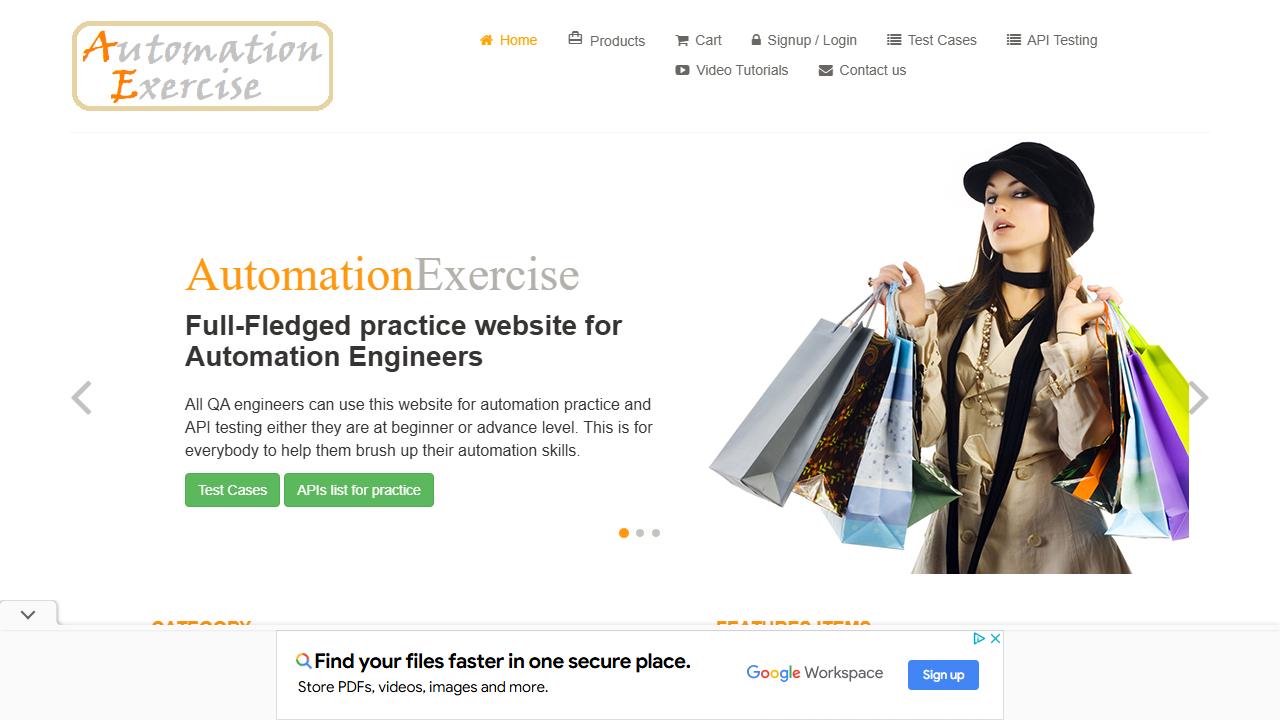 Automation
Exercise
Home
Products
Cart
Signup / Login
Test Cases
API Testing
Video Tutorials
Contact us
AutomationExercise
Full-Fledged practice website for
Automation Engineers
All QA engineers can use this website for automation practice and
API testing either they are at beginner or advance level. This is for
everybody to help them brush up their automation skills.
Test Cases
APIs list for practice
CATEGORY
FEATURES ITEMS
Find your files faster in one secure place.
Store PDFs, videos, images and more.
Google Workspace
Sign up